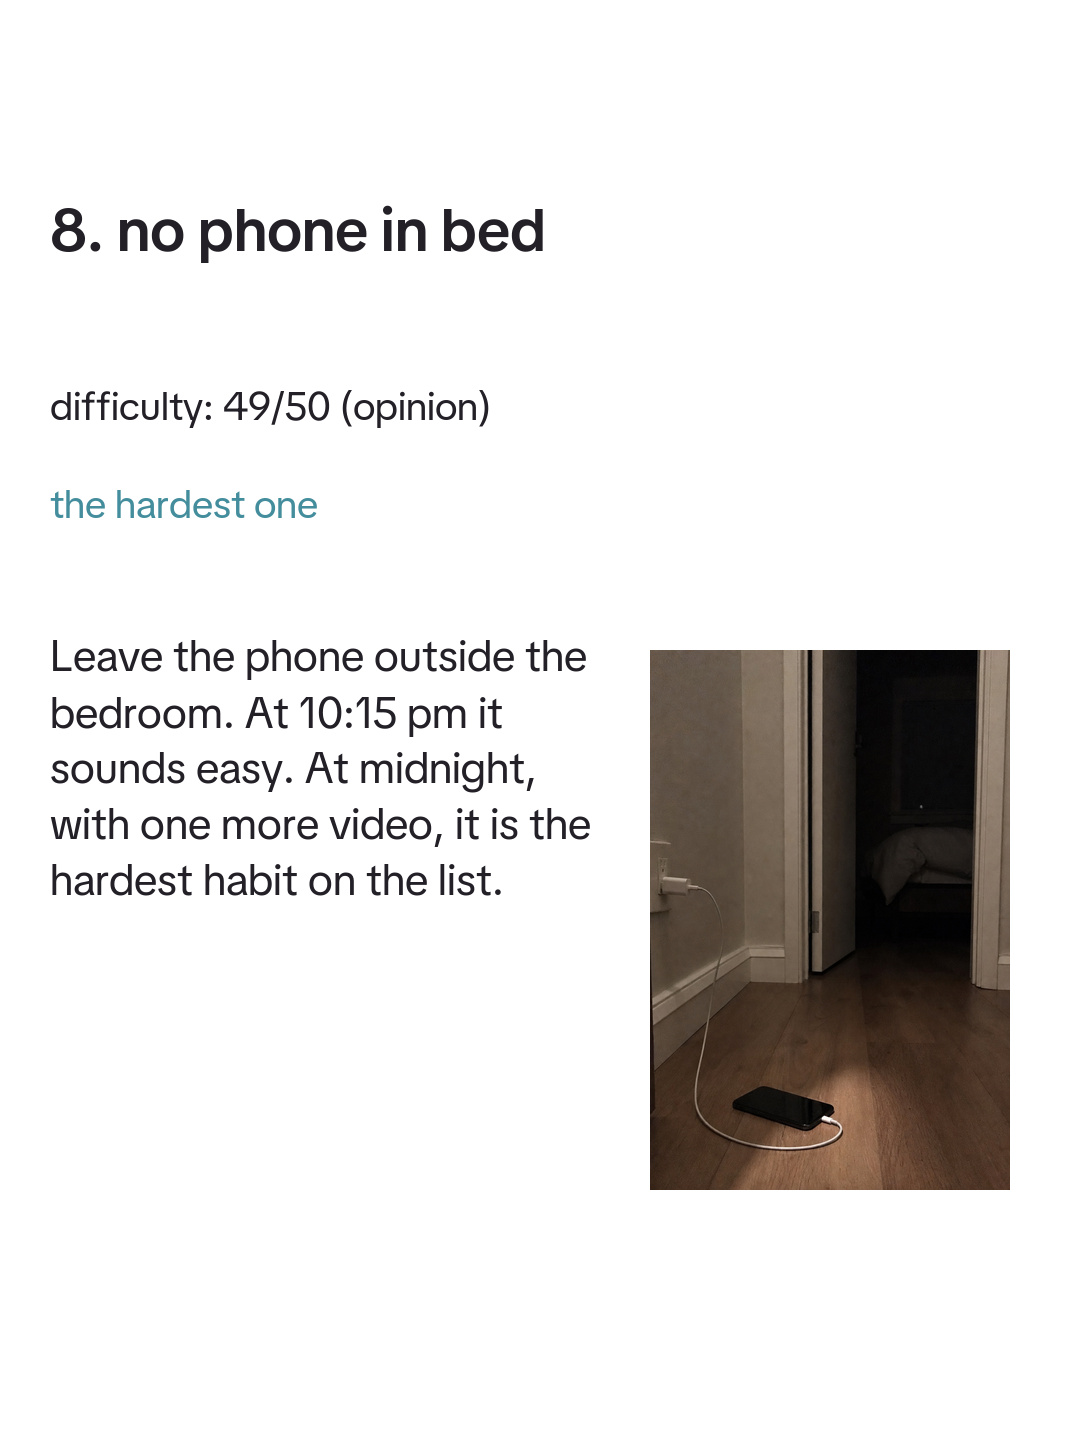 8. no phone in bed
difficulty: 49/50 (opinion)
the hardest one
Leave the phone outside the
bedroom. At 10:15 pm it
sounds easy. At midnight,
with one more video, it is the
hardest habit on the list.